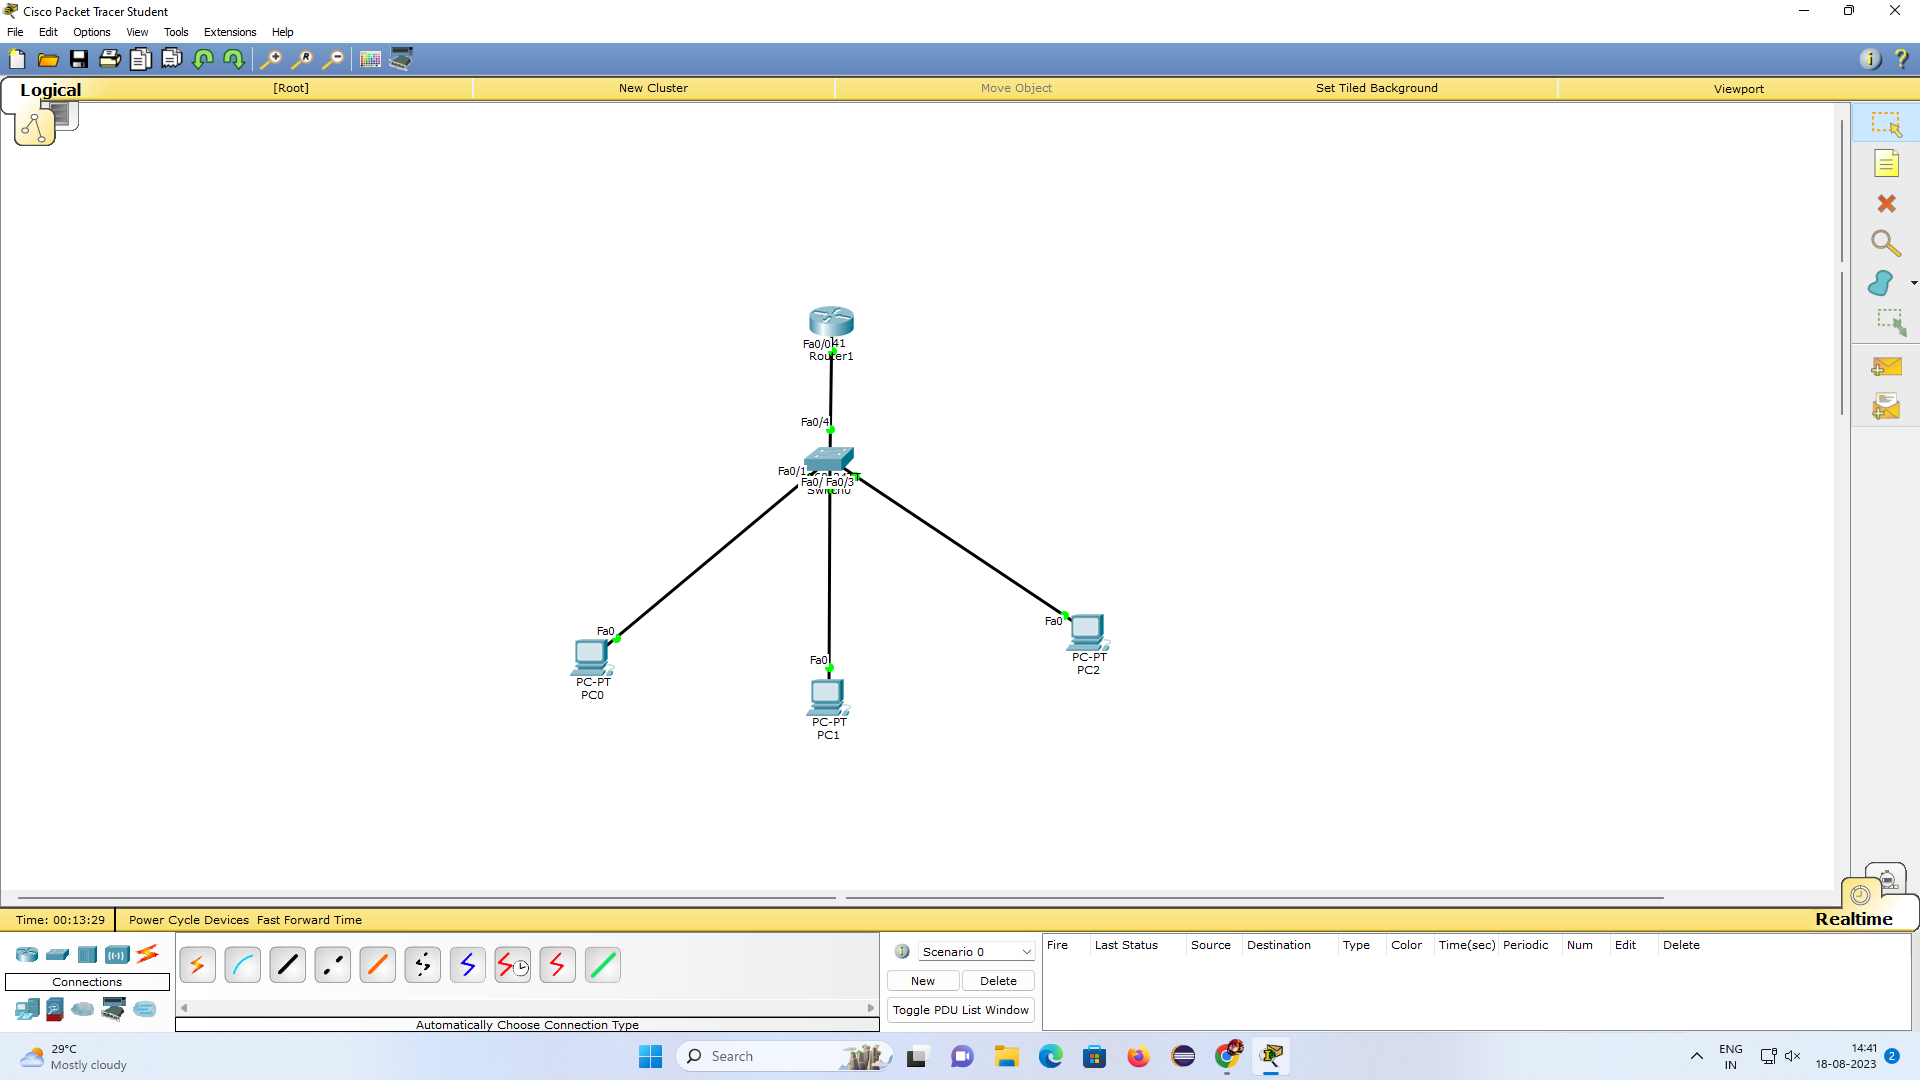 Cisco Packet Tracer Student
File Edit Options View Tools Extensions Help
Logical [Root] New Cluster Move Object Set Tiled Background Viewport
Fa0/0 41
Router1
Fa0/4
Fa0/1
Fa0/ Fa0/3
Switch0
Fa0
PC-PT
PC0
Fa0
PC-PT
PC1
Fa0
PC-PT
PC2
Time: 00:13:29 Power Cycle Devices Fast Forward Time Realtime
Connections
Automatically Choose Connection Type
Scenario 0
New Delete
Toggle PDU List Window
Fire Last Status Source Destination Type Color Time(sec) Periodic Num Edit Delete
29°C
Mostly cloudy
Search
ENG
IN
14:41
18-08-2023
2